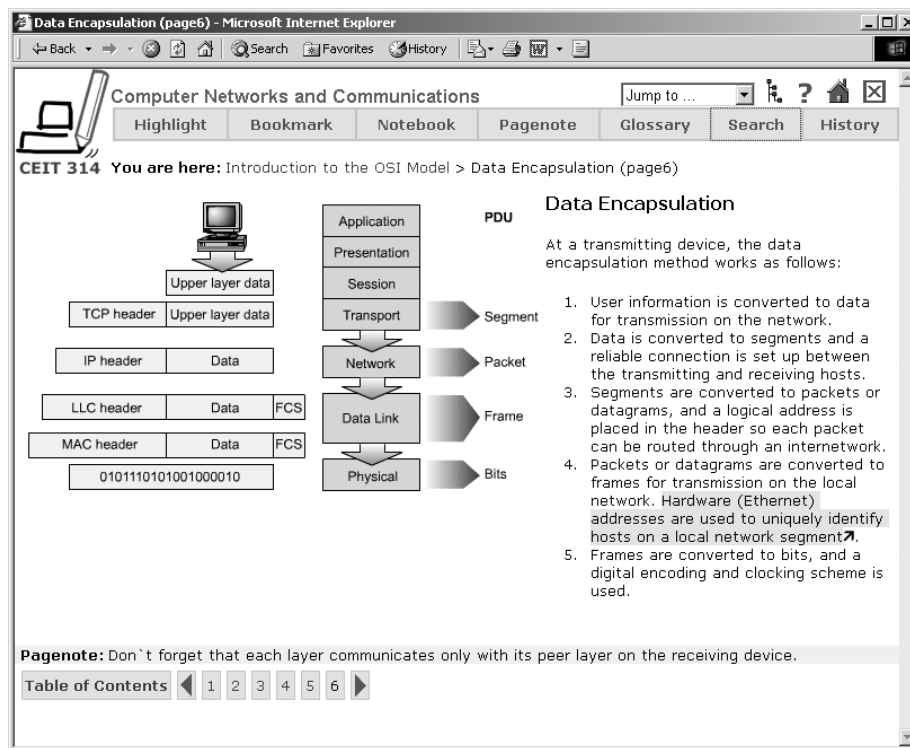 Data Encapsulation (page6) - Microsoft Internet Explorer
Back Search Favorites History
Computer Networks and Communications
Jump to ...
Highlight Bookmark Notebook Pagenote Glossary Search History
CEIT 314
You are here: Introduction to the OSI Model > Data Encapsulation (page6)
Application
Presentation
Session
Transport
Network
Data Link
Physical
PDU
Segment
Packet
Frame
Bits
Upper layer data
TCP header Upper layer data
IP header Data
LLC header Data FCS
MAC header Data FCS
0101110101001000010
Data Encapsulation
At a transmitting device, the data
encapsulation method works as follows:
1. User information is converted to data
for transmission on the network.
2. Data is converted to segments and a
reliable connection is set up between
the transmitting and receiving hosts.
3. Segments are converted to packets or
datagrams, and a logical address is
placed in the header so each packet
can be routed through an internetwork.
4. Packets or datagrams are converted to
frames for transmission on the local
network. Hardware (Ethernet)
addresses are used to uniquely identify
hosts on a local network segment.
5. Frames are converted to bits, and a
digital encoding and clocking scheme is
used.
Pagenote: Don`t forget that each layer communicates only with its peer layer on the receiving device.
Table of Contents 1 2 3 4 5 6